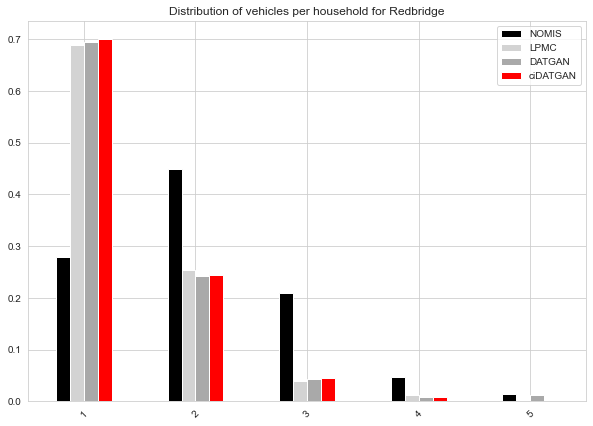 Distribution of vehicles per household for Redbridge
NOMIS
LPMC
DATGAN
ciDATGAN
0.7
0.6
0.5
0.4
0.3
0.2
0.1
0.0
1
2
3
4
5